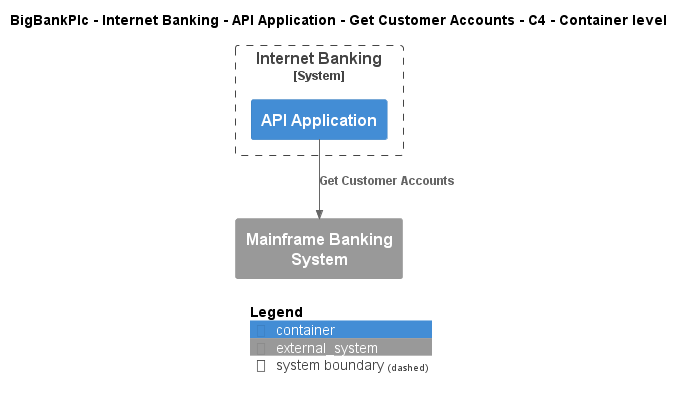 BigBankPlc - Internet Banking - API Application - Get Customer Accounts - C4 - Container level
Internet Banking
[System]
API Application
Get Customer Accounts
Mainframe Banking
System
Legend
container
external_system
system boundary (dashed)